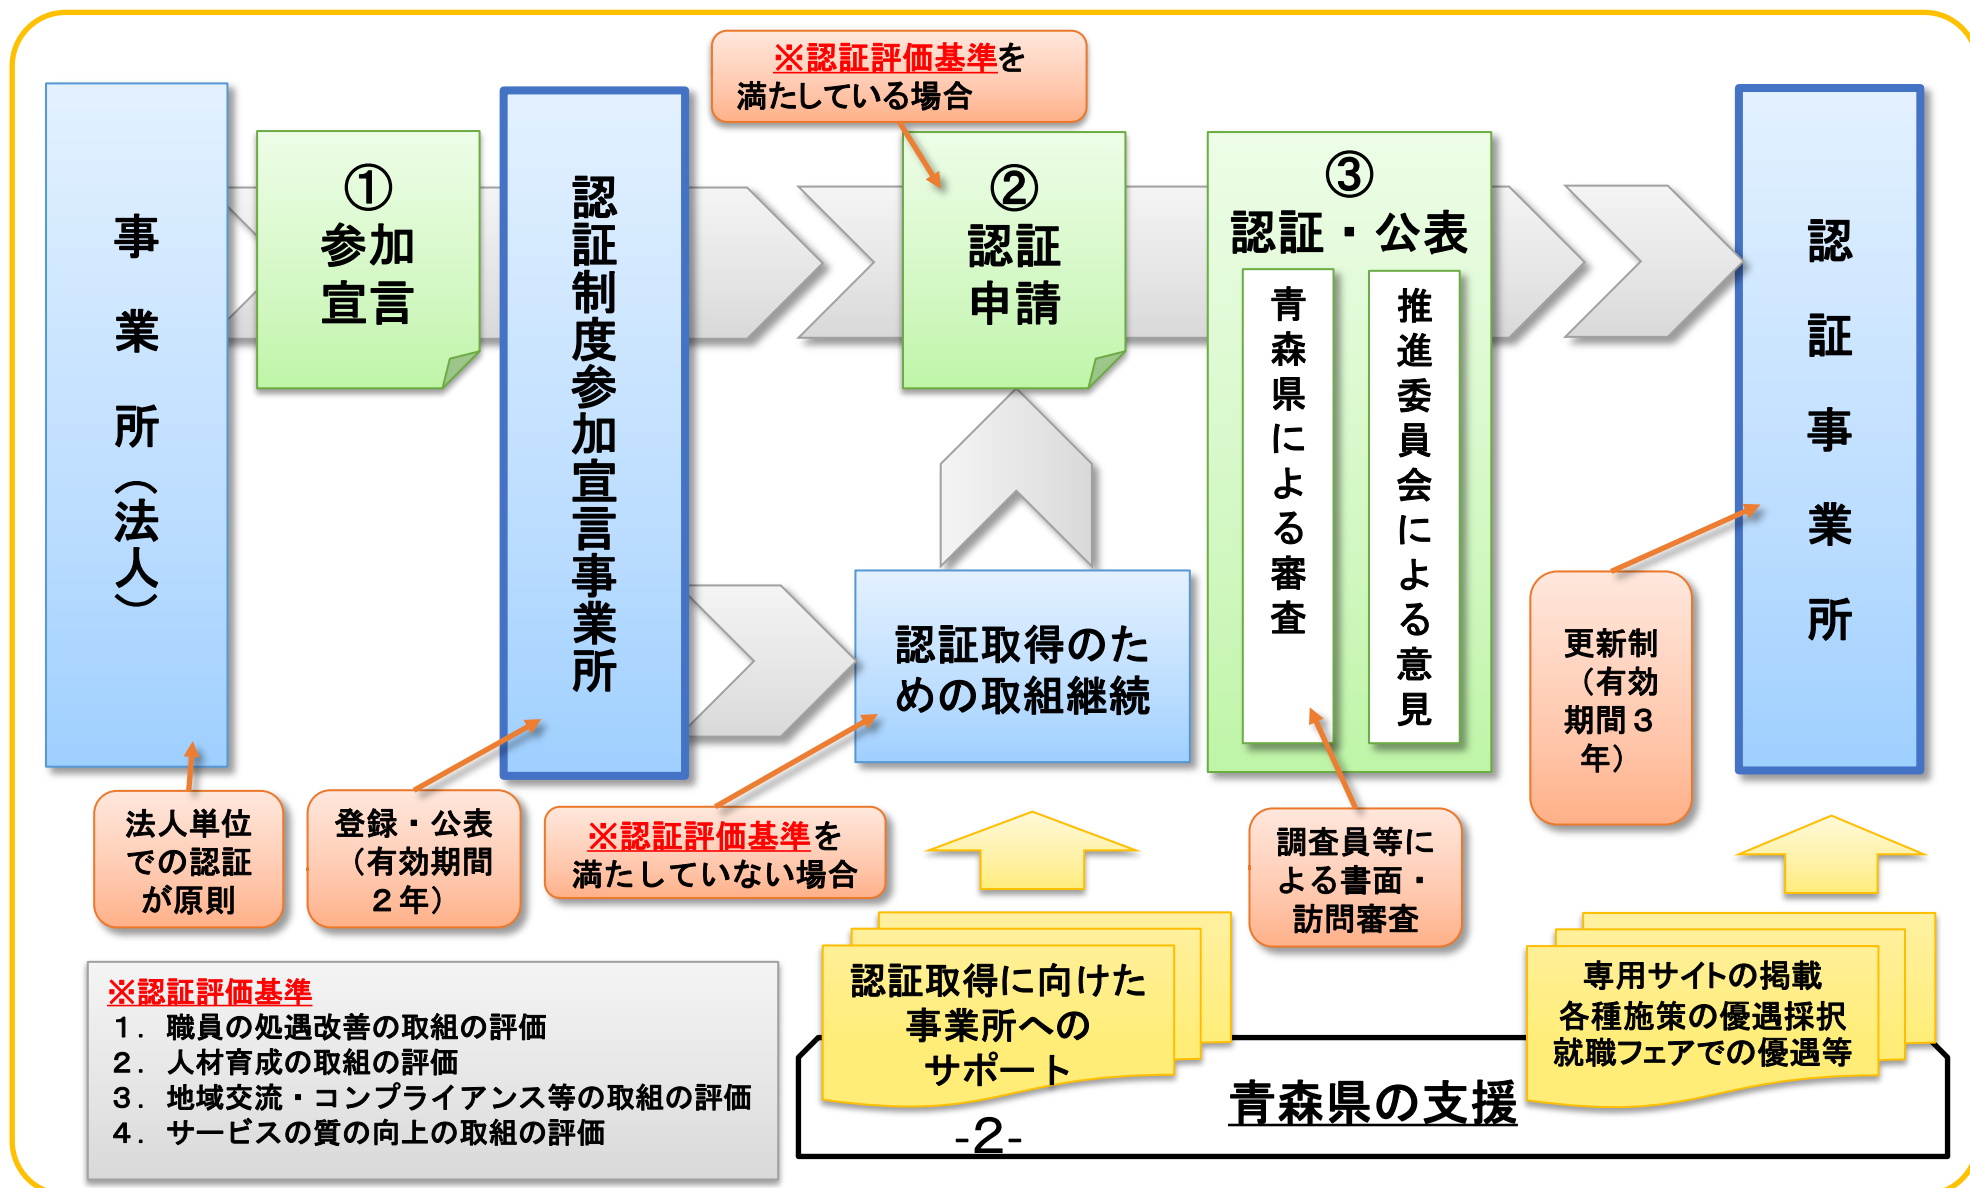 ※認証評価基準を
満たしている場合
事業所（法人）
①
参加
宣言
認証制度参加宣言事業所
②
認証
申請
③
認証・公表
青森県による審査
推進委員会による意見
認証事業所
認証取得のた
めの取組継続
更新制
（有効
期間３
年）
法人単位
での認証
が原則
登録・公表
（有効期間
２年）
※認証評価基準を
満たしていない場合
調査員等に
よる書面・
訪問審査
※認証評価基準
１．職員の処遇改善の取組の評価
２．人材育成の取組の評価
３．地域交流・コンプライアンス等の取組の評価
４．サービスの質の向上の取組の評価
認証取得に向けた
事業所への
サポート
専用サイトの掲載
各種施策の優遇採択
就職フェアでの優遇等
青森県の支援
-2-